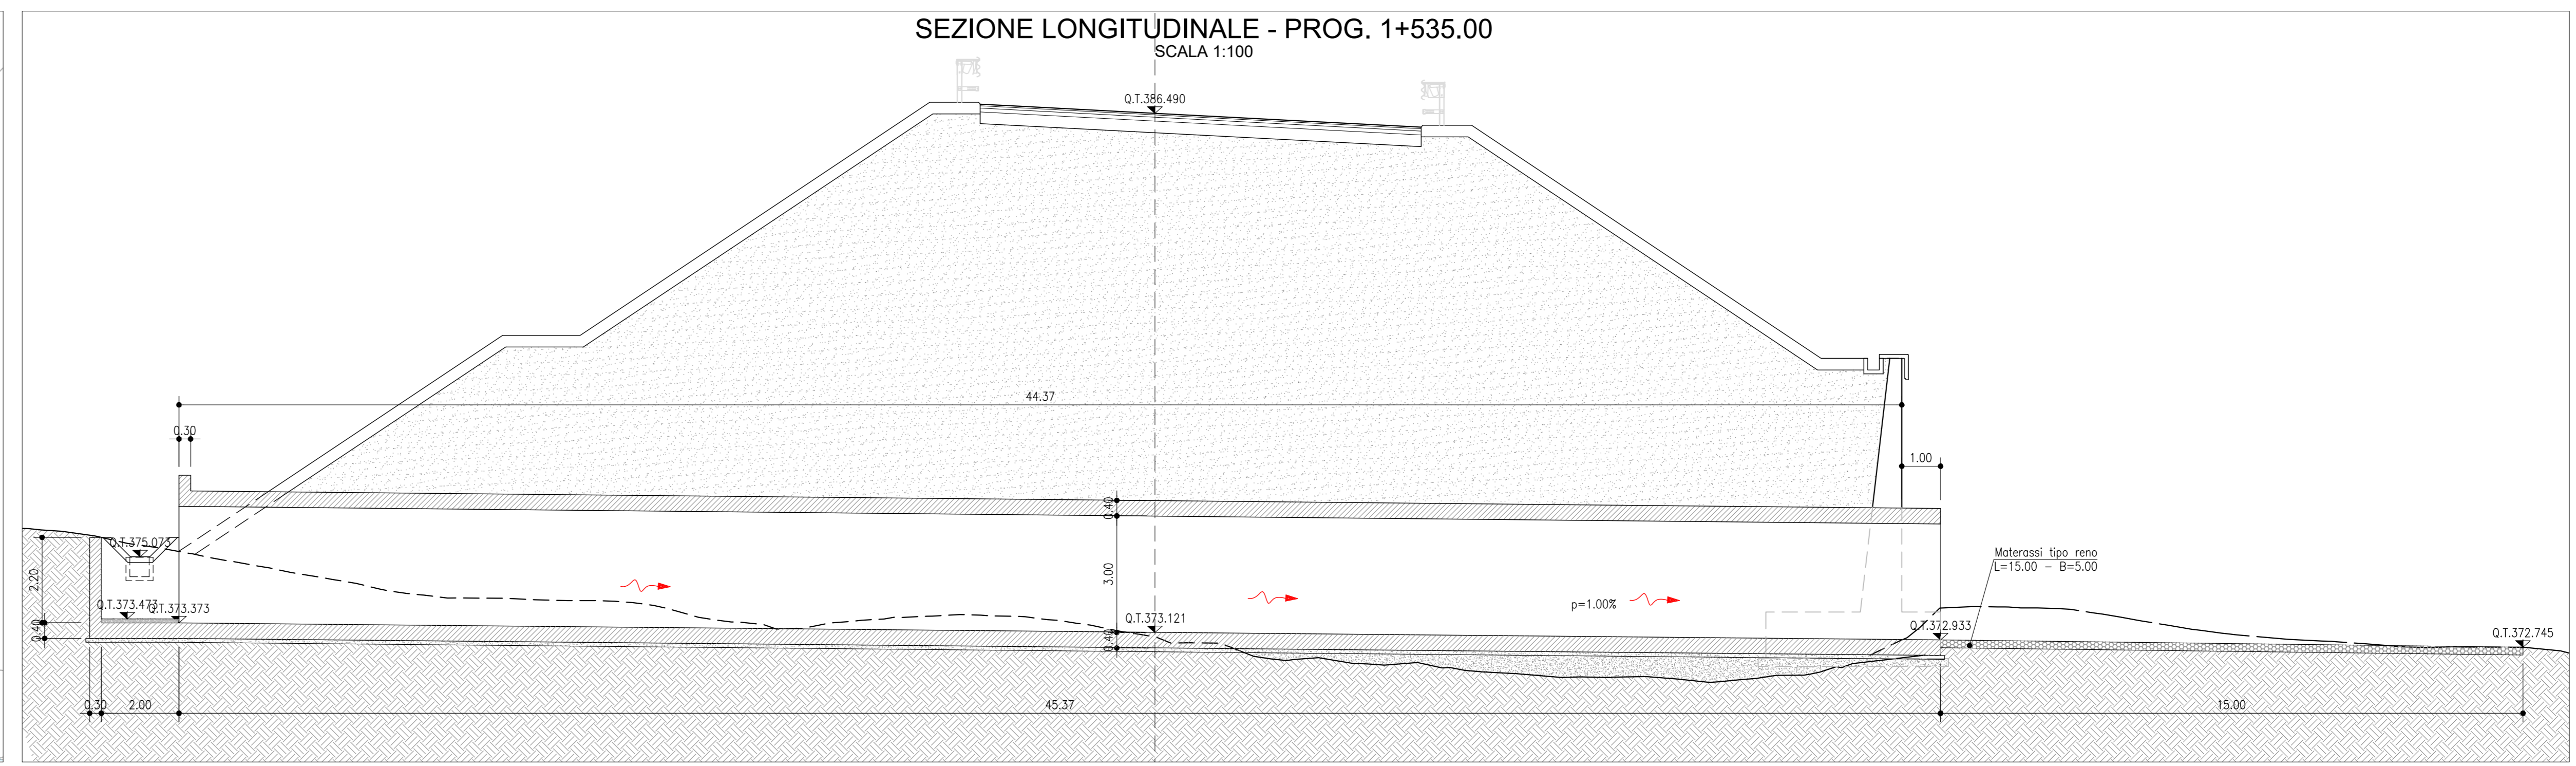 SEZIONE LONGITUDINALE - PROG. 1+535.00
SCALA 1:100
Q.T.386.490
44.37
0.30
1.00
0.40
Q.T.375.073
2.20
3.00
Materassi tipo reno
L=15.00 - B=5.00
Q.T.373.473
Q.T.373.373
p=1.00%
Q.T.373.121
Q.T.372.933
Q.T.372.745
0.40
0.40
0.30
2.00
45.37
15.00